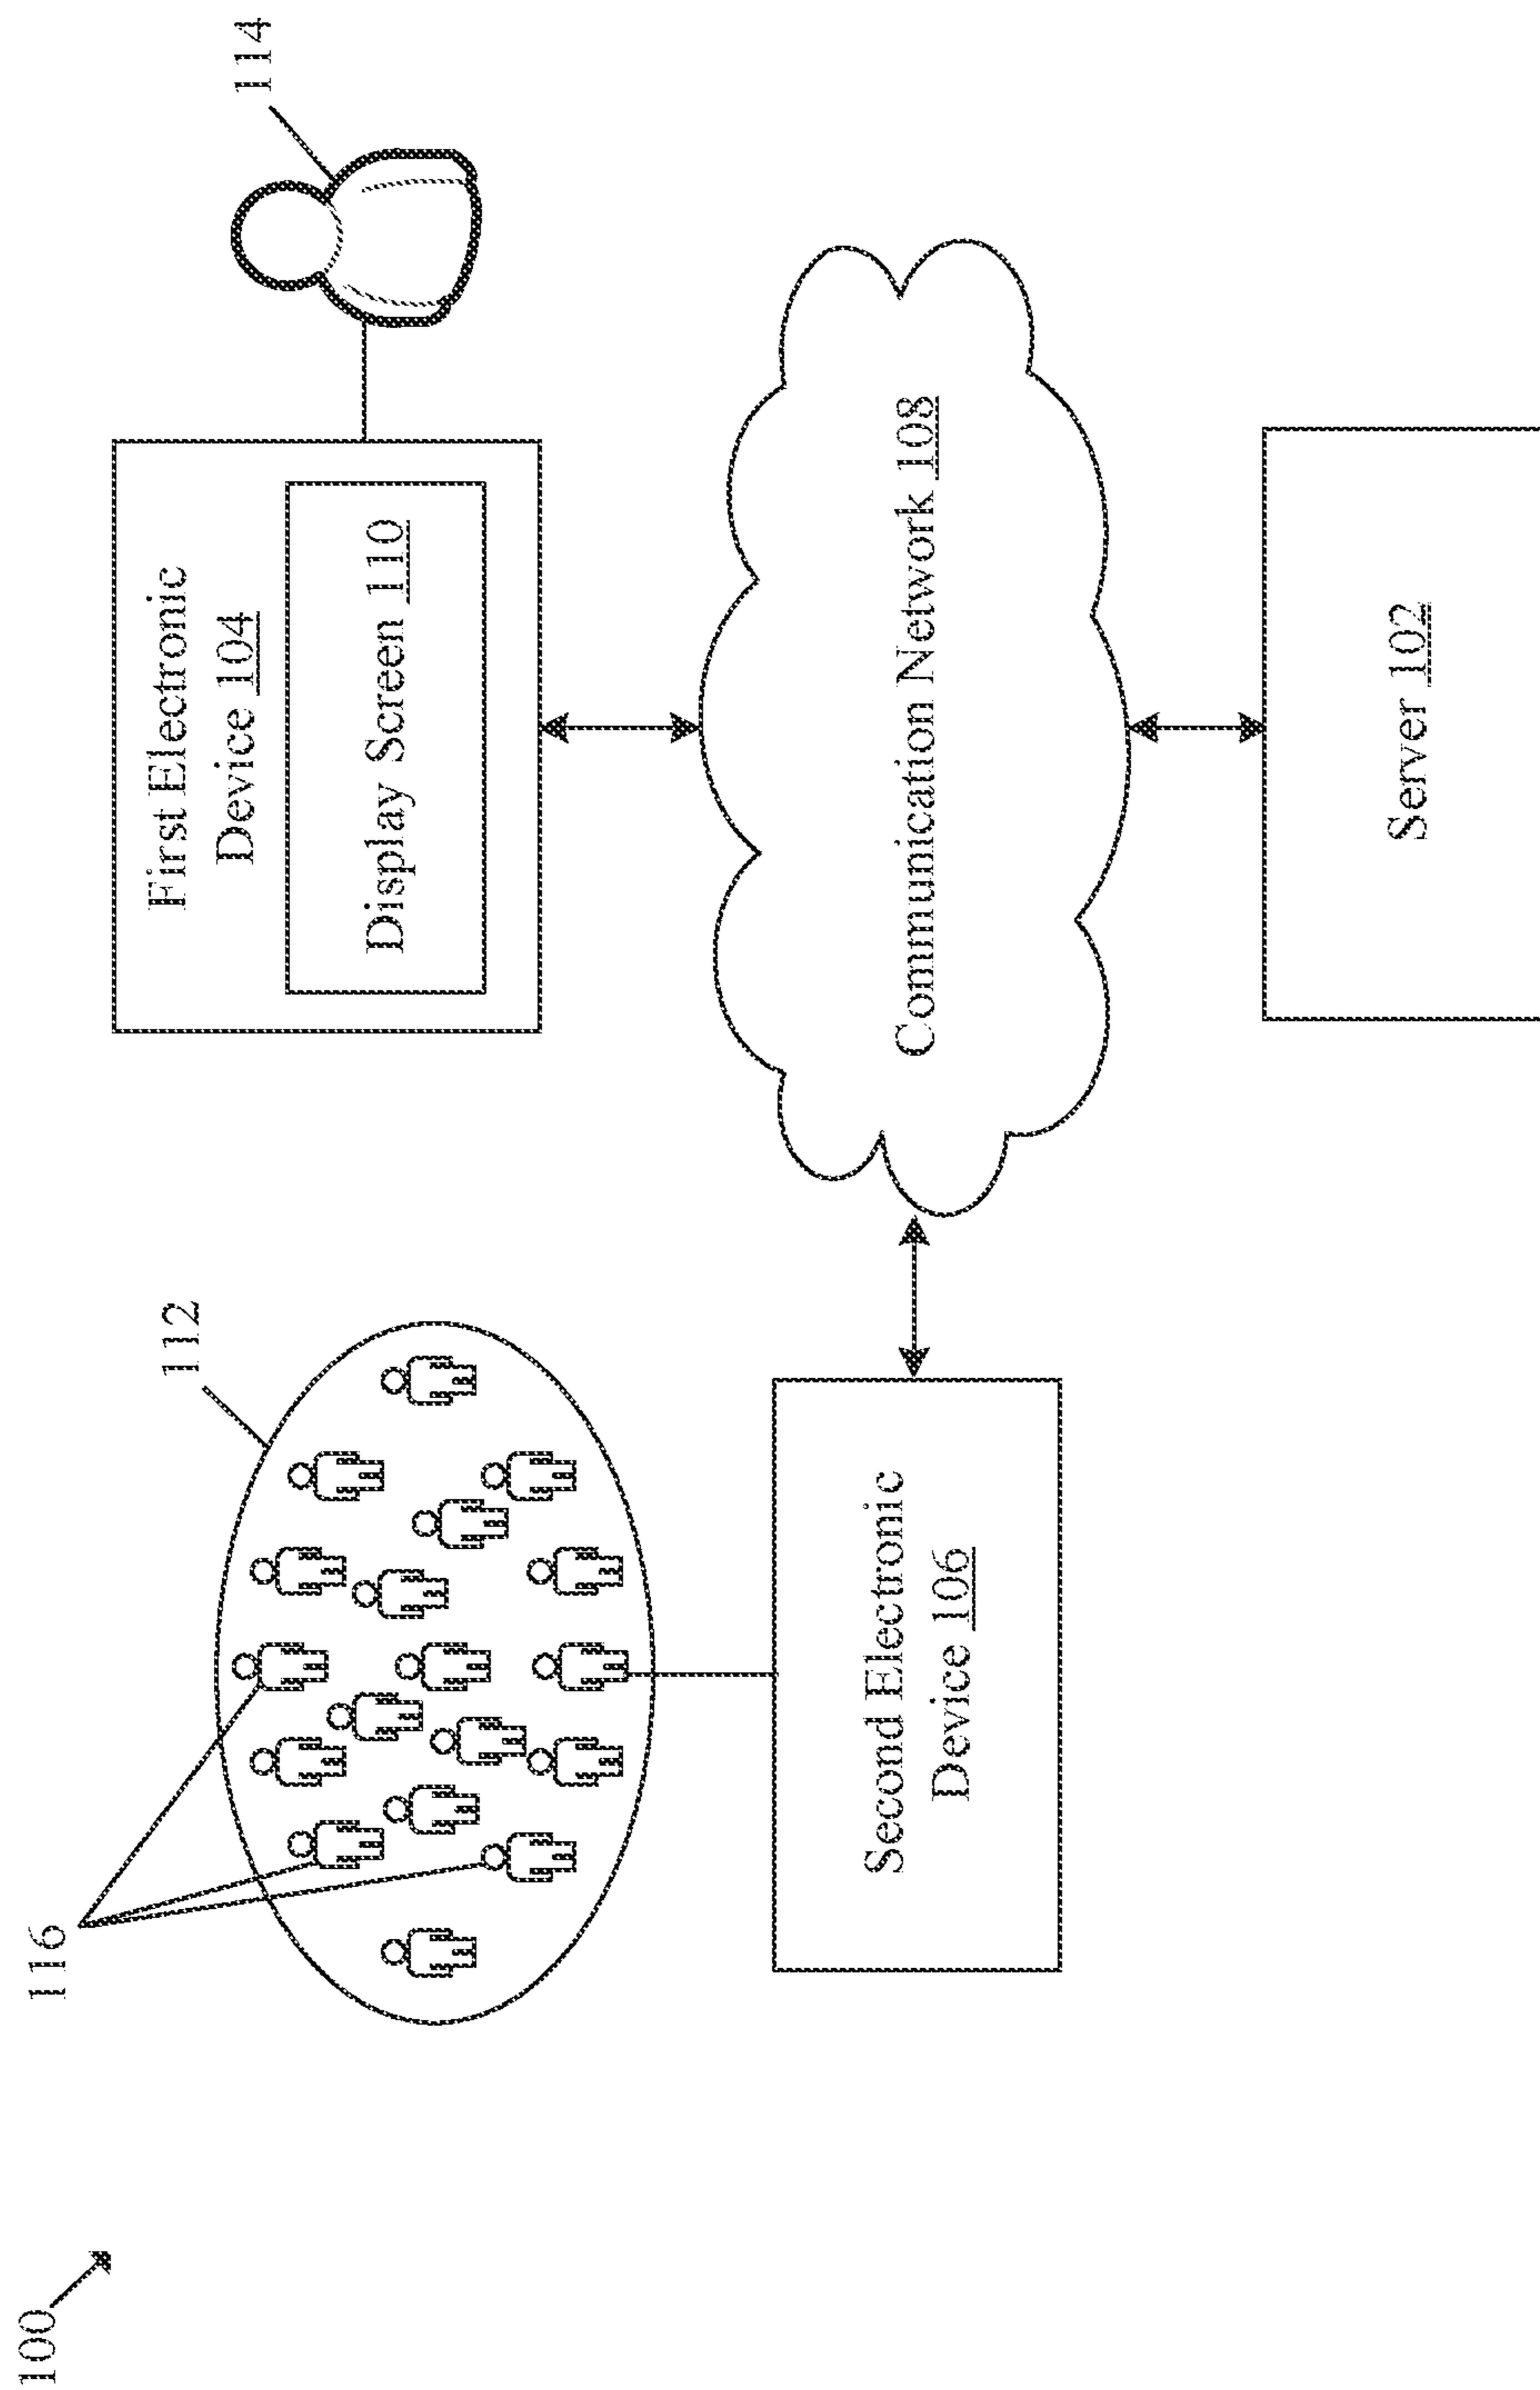 100
116
112
114
First Electronic
Device 104
Display Screen 110
Second Electronic
Device 106
Communication Network 108
Server 102